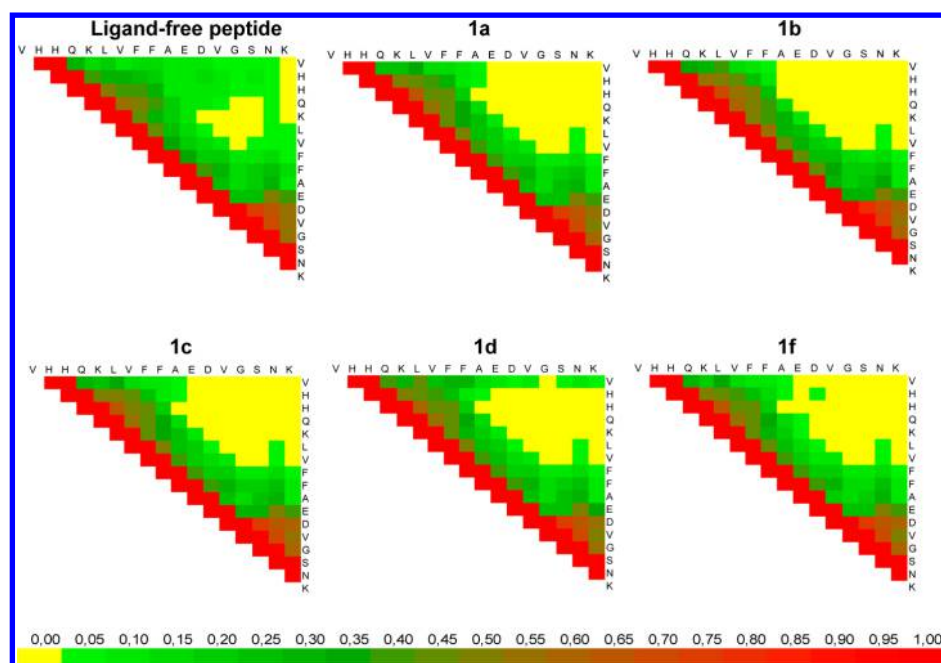 Ligand-free peptide
V H H Q K L V F F A E D V G S N K
V
H
H
Q
K
L
V
F
F
A
E
D
V
G
S
N
K
1a
V H H Q K L V F F A E D V G S N K
V
H
H
Q
K
L
V
F
F
A
E
D
V
G
S
N
K
1b
V H H Q K L V F F A E D V G S N K
V
H
H
Q
K
L
V
F
F
A
E
D
V
G
S
N
K
1c
V H H Q K L V F F A E D V G S N K
V
H
H
Q
K
L
V
F
F
A
E
D
V
G
S
N
K
1d
V H H Q K L V F F A E D V G S N K
V
H
H
Q
K
L
V
F
F
A
E
D
V
G
S
N
K
1f
V H H Q K L V F F A E D V G S N K
V
H
H
Q
K
L
V
F
F
A
E
D
V
G
S
N
K
0,00 0,05 0,10 0,15 0,20 0,25 0,30 0,35 0,40 0,45 0,50 0,55 0,60 0,65 0,70 0,75 0,80 0,85 0,90 0,95 1,00